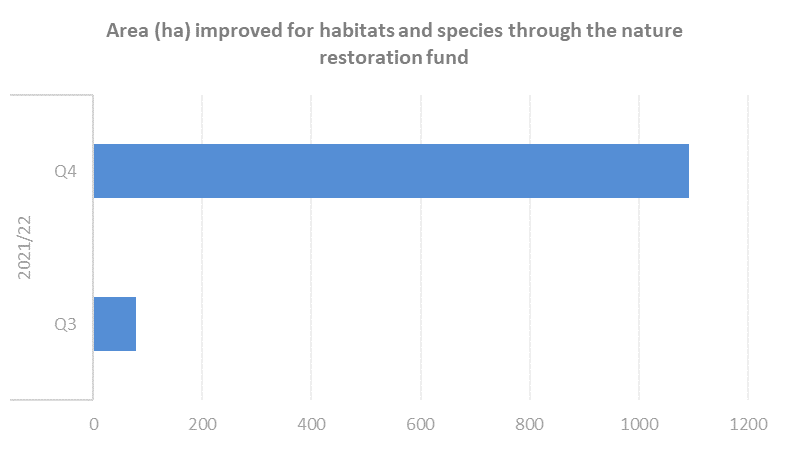 Area (ha) improved for habitats and species through the nature
restoration fund
Q4
2021/22
Q3
0 200 400 600 800 1000 1200